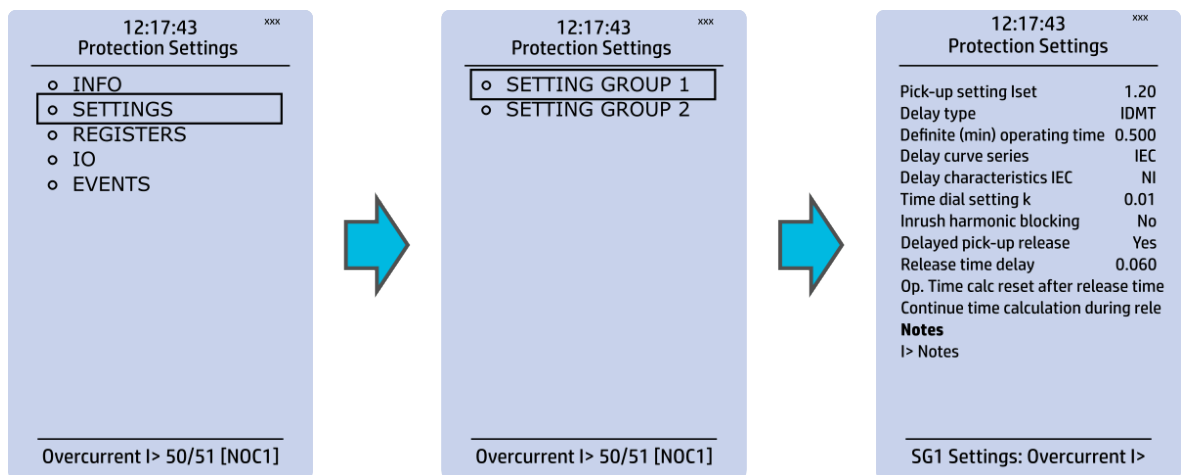 12:17:43 xxx
Protection Settings
INFO
SETTINGS
REGISTERS
IO
EVENTS
Overcurrent I> 50/51 [NOC1]
12:17:43 xxx
Protection Settings
SETTING GROUP 1
SETTING GROUP 2
Overcurrent I> 50/51 [NOC1]
12:17:43 xxx
Protection Settings
Pick-up setting Iset 1.20
Delay type IDMT
Definite (min) operating time 0.500
Delay curve series IEC
Delay characteristics IEC NI
Time dial setting k 0.01
Inrush harmonic blocking No
Delayed pick-up release Yes
Release time delay 0.060
Op. Time calc reset after release time
Continue time calculation during rele
Notes
I> Notes
SG1 Settings: Overcurrent I>